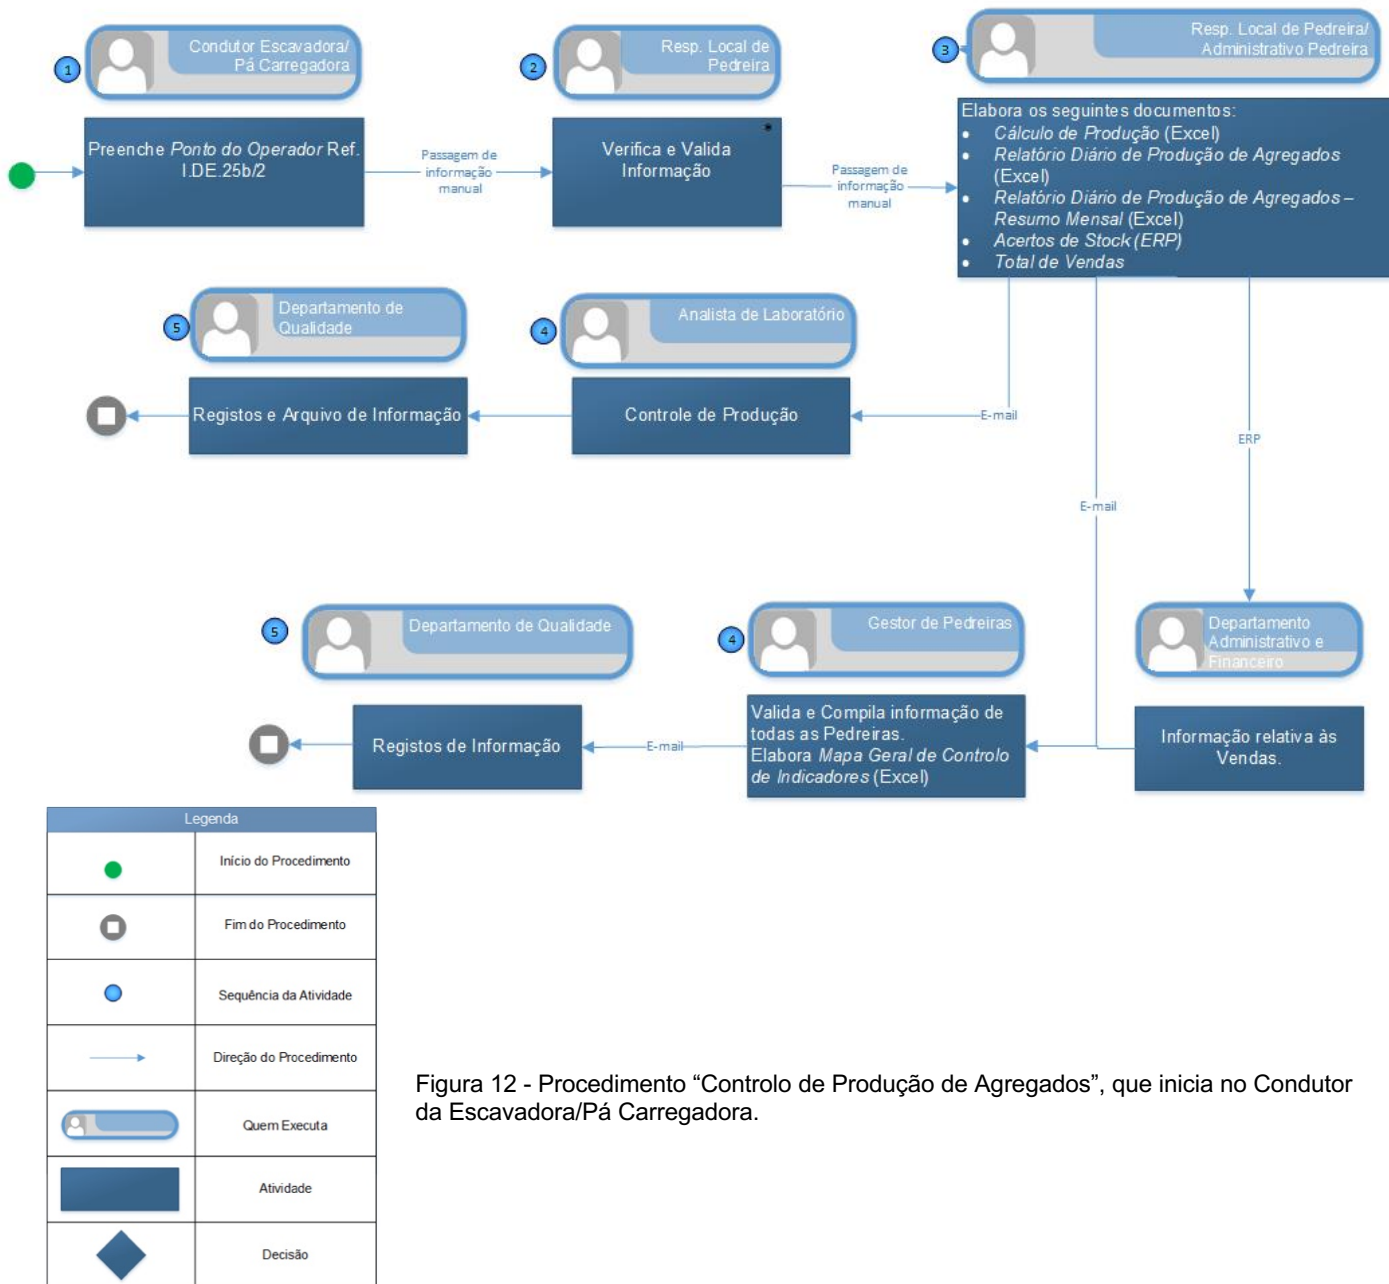 1
Condutor Escavadora/
Pá Carregadora
2
Resp. Local de
Pedreira
3
Resp. Local de Pedreira/
Administrativo Pedreira
Preenche Ponto do Operador Ref.
I.DE.25b/2
Passagem de
informação
manual
Verifica e Valida
Informação
Passagem de
informação
manual
Elabora os seguintes documentos:
• Cálculo de Produção (Excel)
• Relatório Diário de Produção de Agregados
(Excel)
• Relatório Diário de Produção de Agregados –
Resumo Mensal (Excel)
• Acertos de Stock (ERP)
• Total de Vendas
5
Departamento de
Qualidade
4
Analista de Laboratório
Registos e Arquivo de Informação
Controle de Produção
E-mail
ERP
E-mail
5
Departamento de Qualidade
4
Gestor de Pedreiras
Departamento
Administrativo e
Financeiro
Registos de Informação
E-mail
Valida e Compila informação de
todas as Pedreiras.
Elabora Mapa Geral de Controlo
de Indicadores (Excel)
Informação relativa às
Vendas.
Legenda
Início do Procedimento
Fim do Procedimento
Sequência da Atividade
Direção do Procedimento
Quem Executa
Atividade
Decisão
Figura 12 - Procedimento “Controlo de Produção de Agregados”, que inicia no Condutor
da Escavadora/Pá Carregadora.